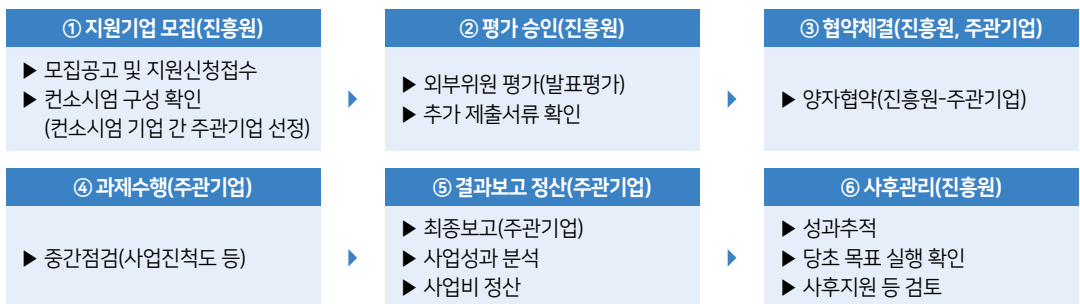 ① 지원기업 모집(진흥원)
▶ 모집공고 및 지원신청접수
▶ 컨소시엄 구성 확인
(컨소시엄 기업 간 주관기업 선정)
② 평가 승인(진흥원)
▶ 외부위원 평가(발표평가)
▶ 추가 제출서류 확인
③ 협약체결(진흥원, 주관기업)
▶ 양자협약(진흥원-주관기업)
④ 과제수행(주관기업)
▶ 중간점검(사업진척도 등)
⑤ 결과보고 정산(주관기업)
▶ 최종보고(주관기업)
▶ 사업성과 분석
▶ 사업비 정산
⑥ 사후관리(진흥원)
▶ 성과추적
▶ 당초 목표 실행 확인
▶ 사후지원 등 검토